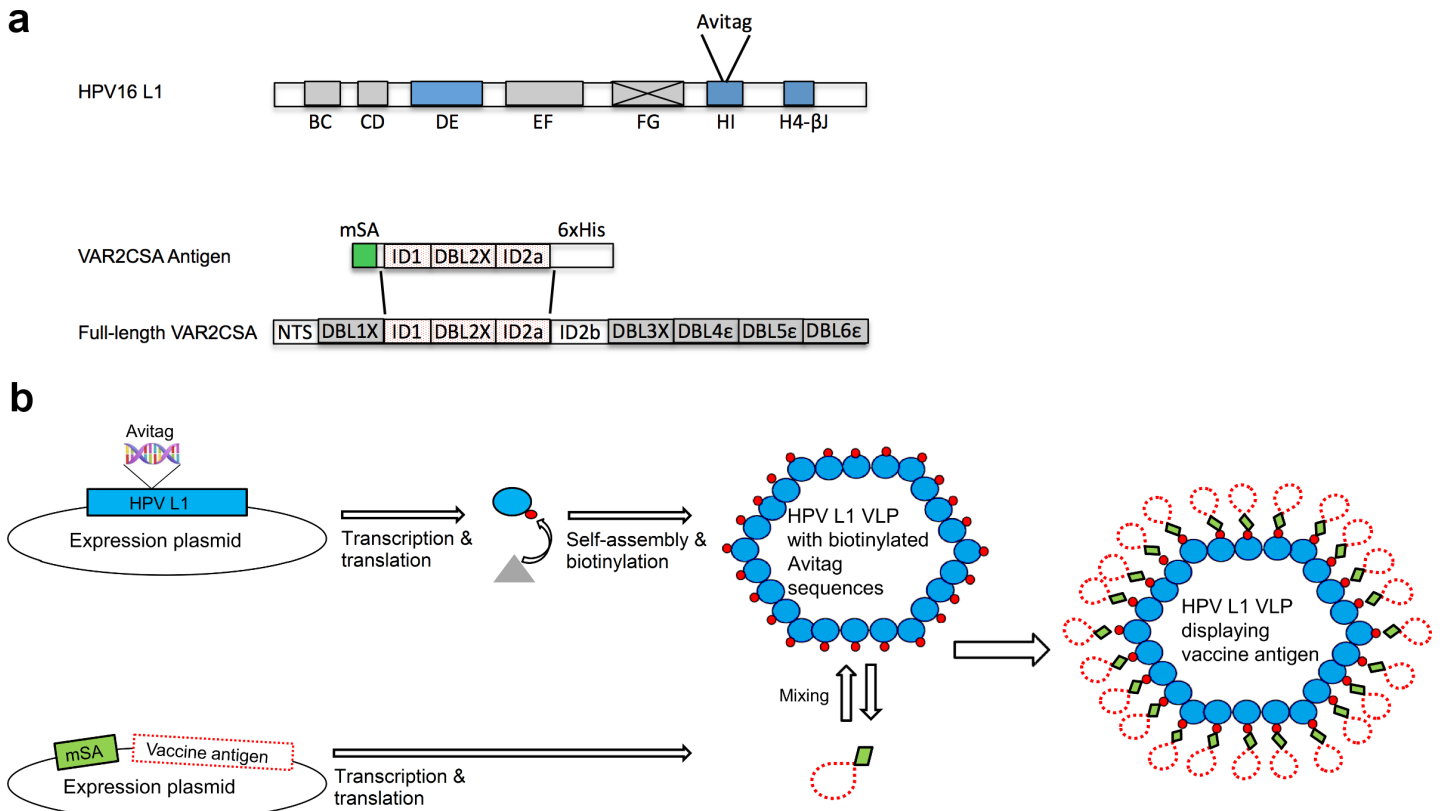 a
Avitag
HPV16 L1
BC CD DE EF FG HI H4-βJ
mSA 6xHis
VAR2CSA Antigen ID1 DBL2X ID2a
Full-length VAR2CSA NTS DBL1X ID1 DBL2X ID2a ID2b DBL3X DBL4ε DBL5ε DBL6ε
b
Avitag
HPV L1
Expression plasmid
Transcription &
translation
Self-assembly &
biotinylation
HPV L1 VLP
with biotinylated
Avitag
sequences
HPV L1 VLP
displaying
vaccine antigen
Mixing
mSA Vaccine antigen
Expression plasmid
Transcription &
translation